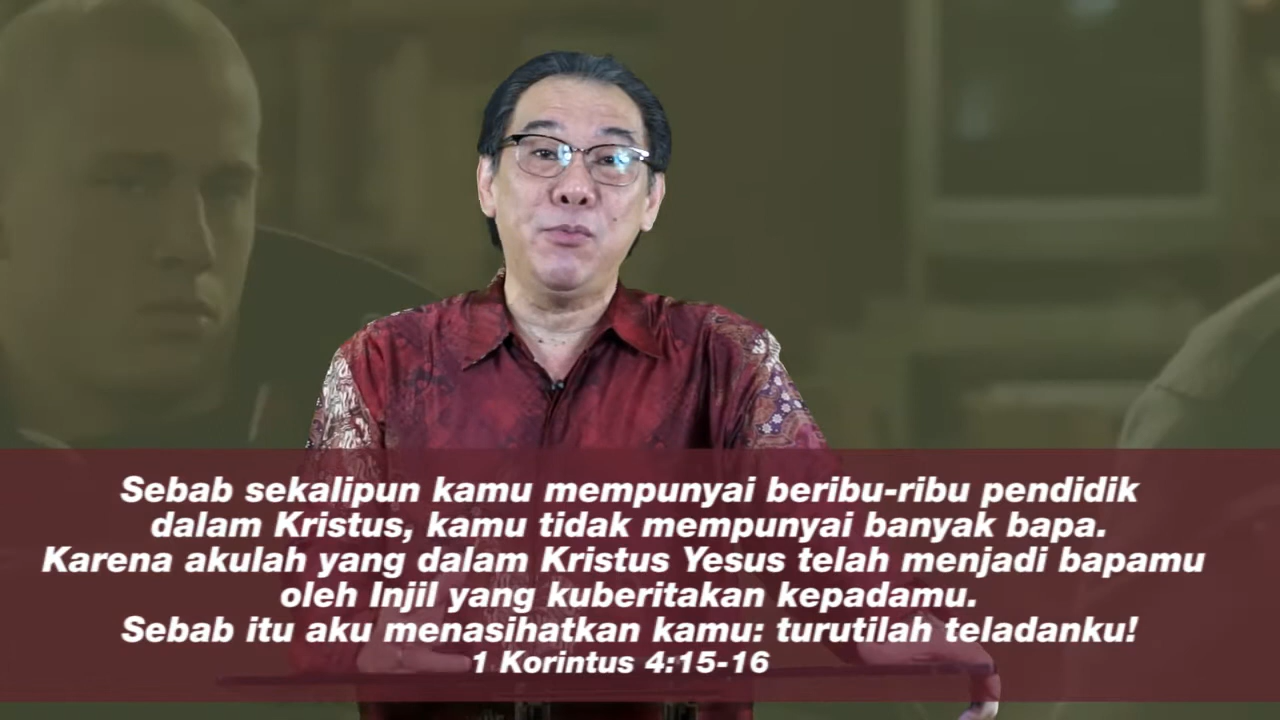 Sebab sekalipun kamu mempunyai beribu-ribu pendidik
dalam Kristus, kamu tidak mempunyai banyak bapa.
Karena akulah yang dalam Kristus Yesus telah menjadi bapamu
oleh Injil yang kuberitakan kepadamu.
Sebab itu aku menasihatkan kamu: turutilah teladanku!
1 Korintus 4:15-16